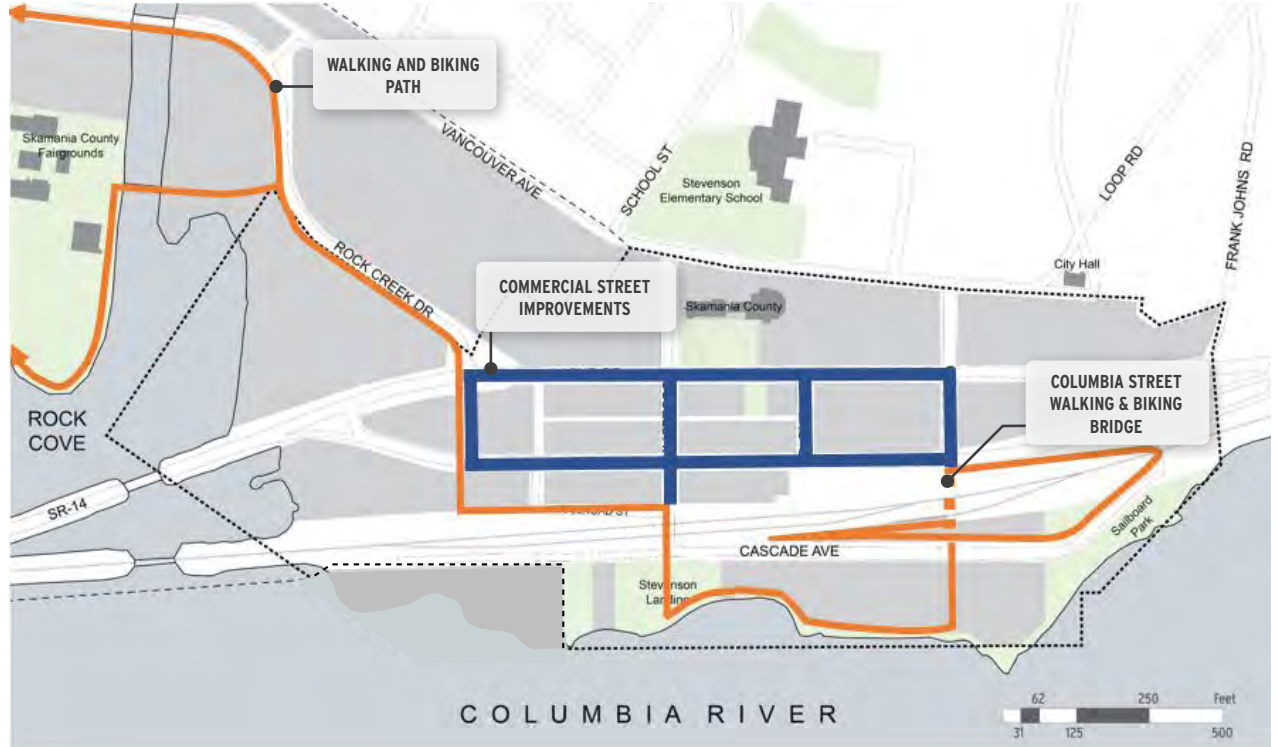 WALKING AND BIKING
PATH
Skamania County
Fairgrounds
VANCOUVER AVE
SCHOOL ST
Stevenson
Elementary School
LOOP RD
FRANK JOHNS RD
City Hall
ROCK CREEK DR
COMMERCIAL STREET
IMPROVEMENTS
Skamania County
COLUMBIA STREET
WALKING & BIKING
BRIDGE
ROCK
COVE
SR-14
ST
Sailboard
Park
CASCADE AVE
Stevenson
Landing
COLUMBIA RIVER
62 250 Feet
31 125 500